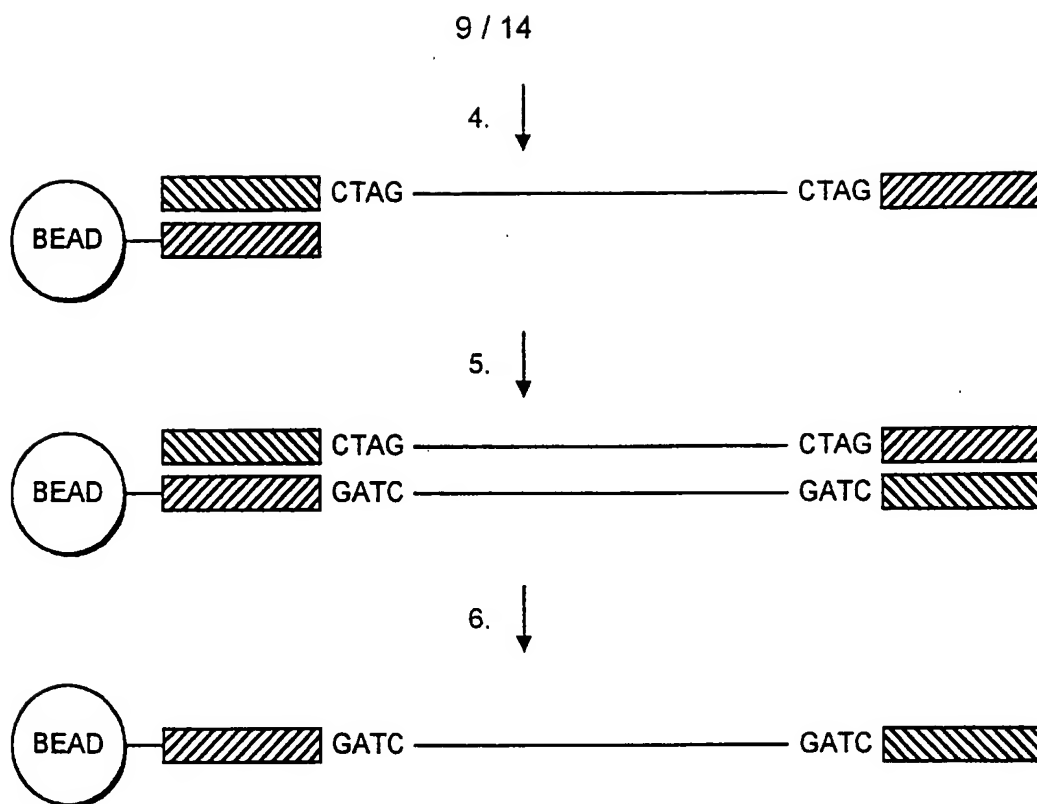 9 / 14
4.
CTAG CTAG
BEAD
5.
CTAG CTAG
BEAD GATC GATC
6.
BEAD GATC GATC